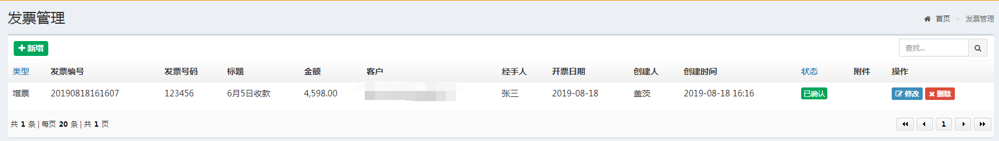 发票管理
首页 > 发票管理
新增
查找...
类型 发票编号 发票号码 标题 金额 客户 经手人 开票日期 创建人 创建时间 状态 附件 操作
增票 20190818161607 123456 6月5日收款 4,598.00 张三 2019-08-18 盖茨 2019-08-18 16:16 已确认 修改 删除
共 1 条 | 每页 20 条 | 共 1 页
1